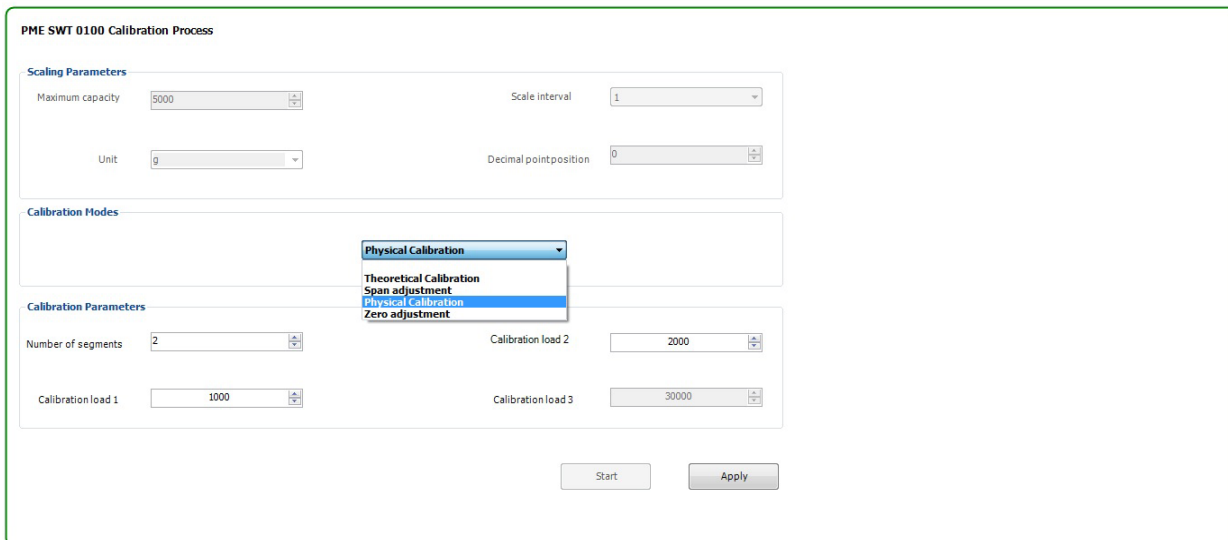 PME SWT 0100 Calibration Process
Scaling Parameters
Maximum capacity 5000 Scale interval 1
Unit g Decimal pointposition 0
Calibration Modes
Physical Calibration
Theoretical Calibration
Span adjustment
Physical Calibration
Zero adjustment
Calibration Parameters
Number of segments 2 Calibration load 2 2000
Calibration load 1 1000 Calibration load 3 30000
Start Apply